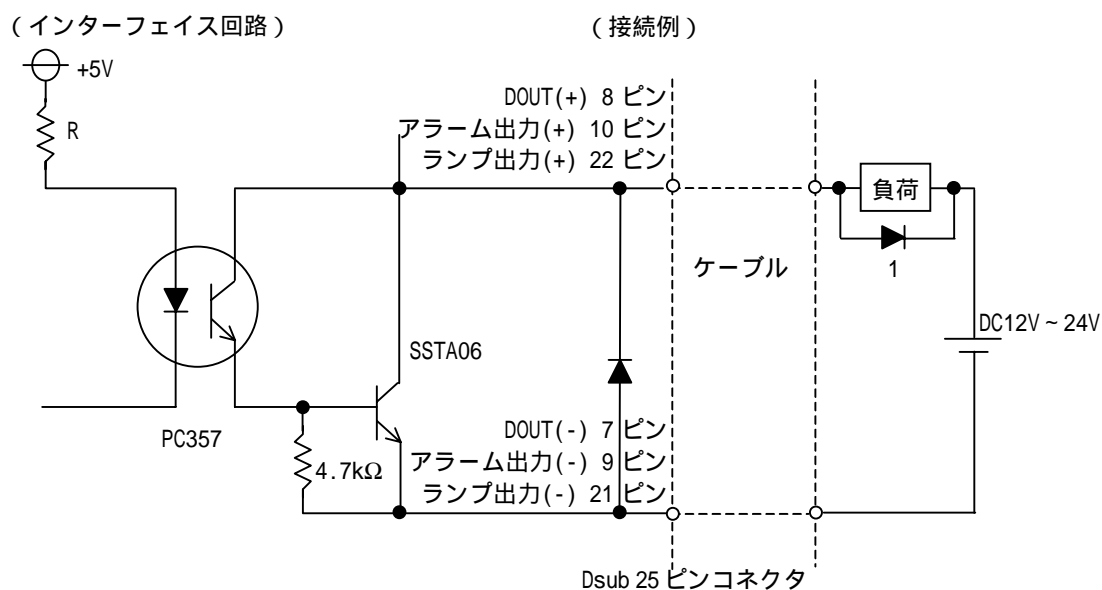 (インターフェイス回路)
(接続例)
+5V
R
DOUT(+) 8 ピン
アラーム出力(+) 10 ピン
ランプ出力(+) 22 ピン
負荷
1
ケーブル
DC12V~24V
SSTA06
PC357
4.7kΩ
DOUT(-) 7 ピン
アラーム出力(-) 9 ピン
ランプ出力(-) 21 ピン
Dsub 25 ピンコネクタ